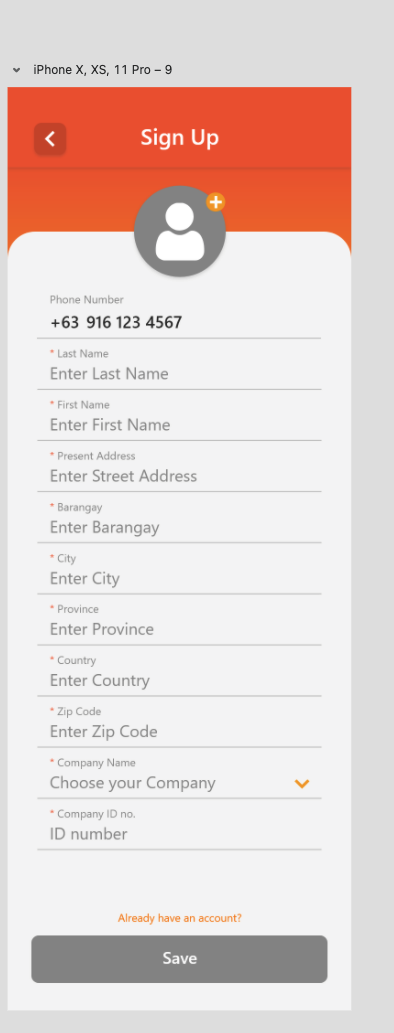 iPhone X, XS, 11 Pro – 9
Sign Up
Phone Number
+63 916 123 4567
* Last Name
Enter Last Name
* First Name
Enter First Name
* Present Address
Enter Street Address
* Barangay
Enter Barangay
* City
Enter City
* Province
Enter Province
* Country
Enter Country
* Zip Code
Enter Zip Code
* Company Name
Choose your Company
* Company ID no.
ID number
Already have an account?
Save